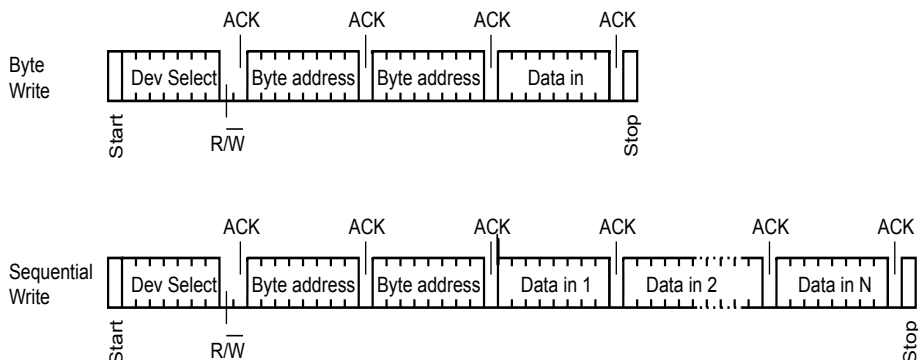 ACK ACK ACK ACK
Byte
Write
Dev Select Byte address Byte address Data in
Start
R/W̅
Stop
ACK ACK ACK ACK ACK ACK
Sequential
Write
Dev Select Byte address Byte address Data in 1 Data in 2 Data in N
Start
R/W̅
Stop